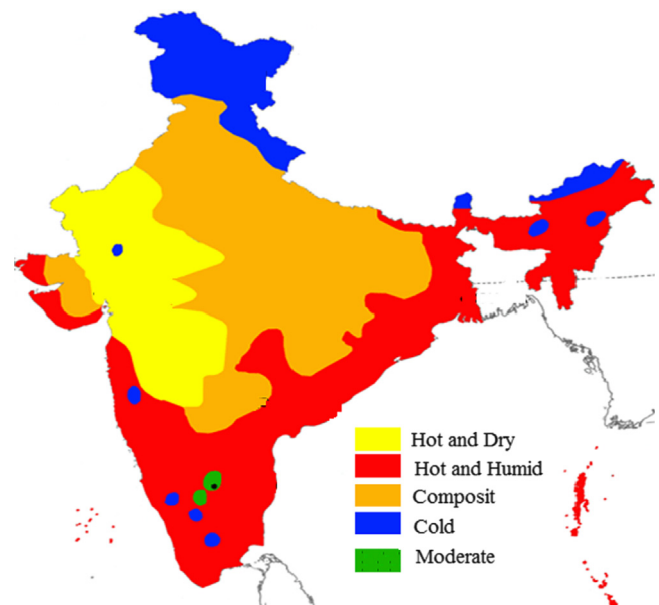 Hot and Dry
Hot and Humid
Composit
Cold
Moderate